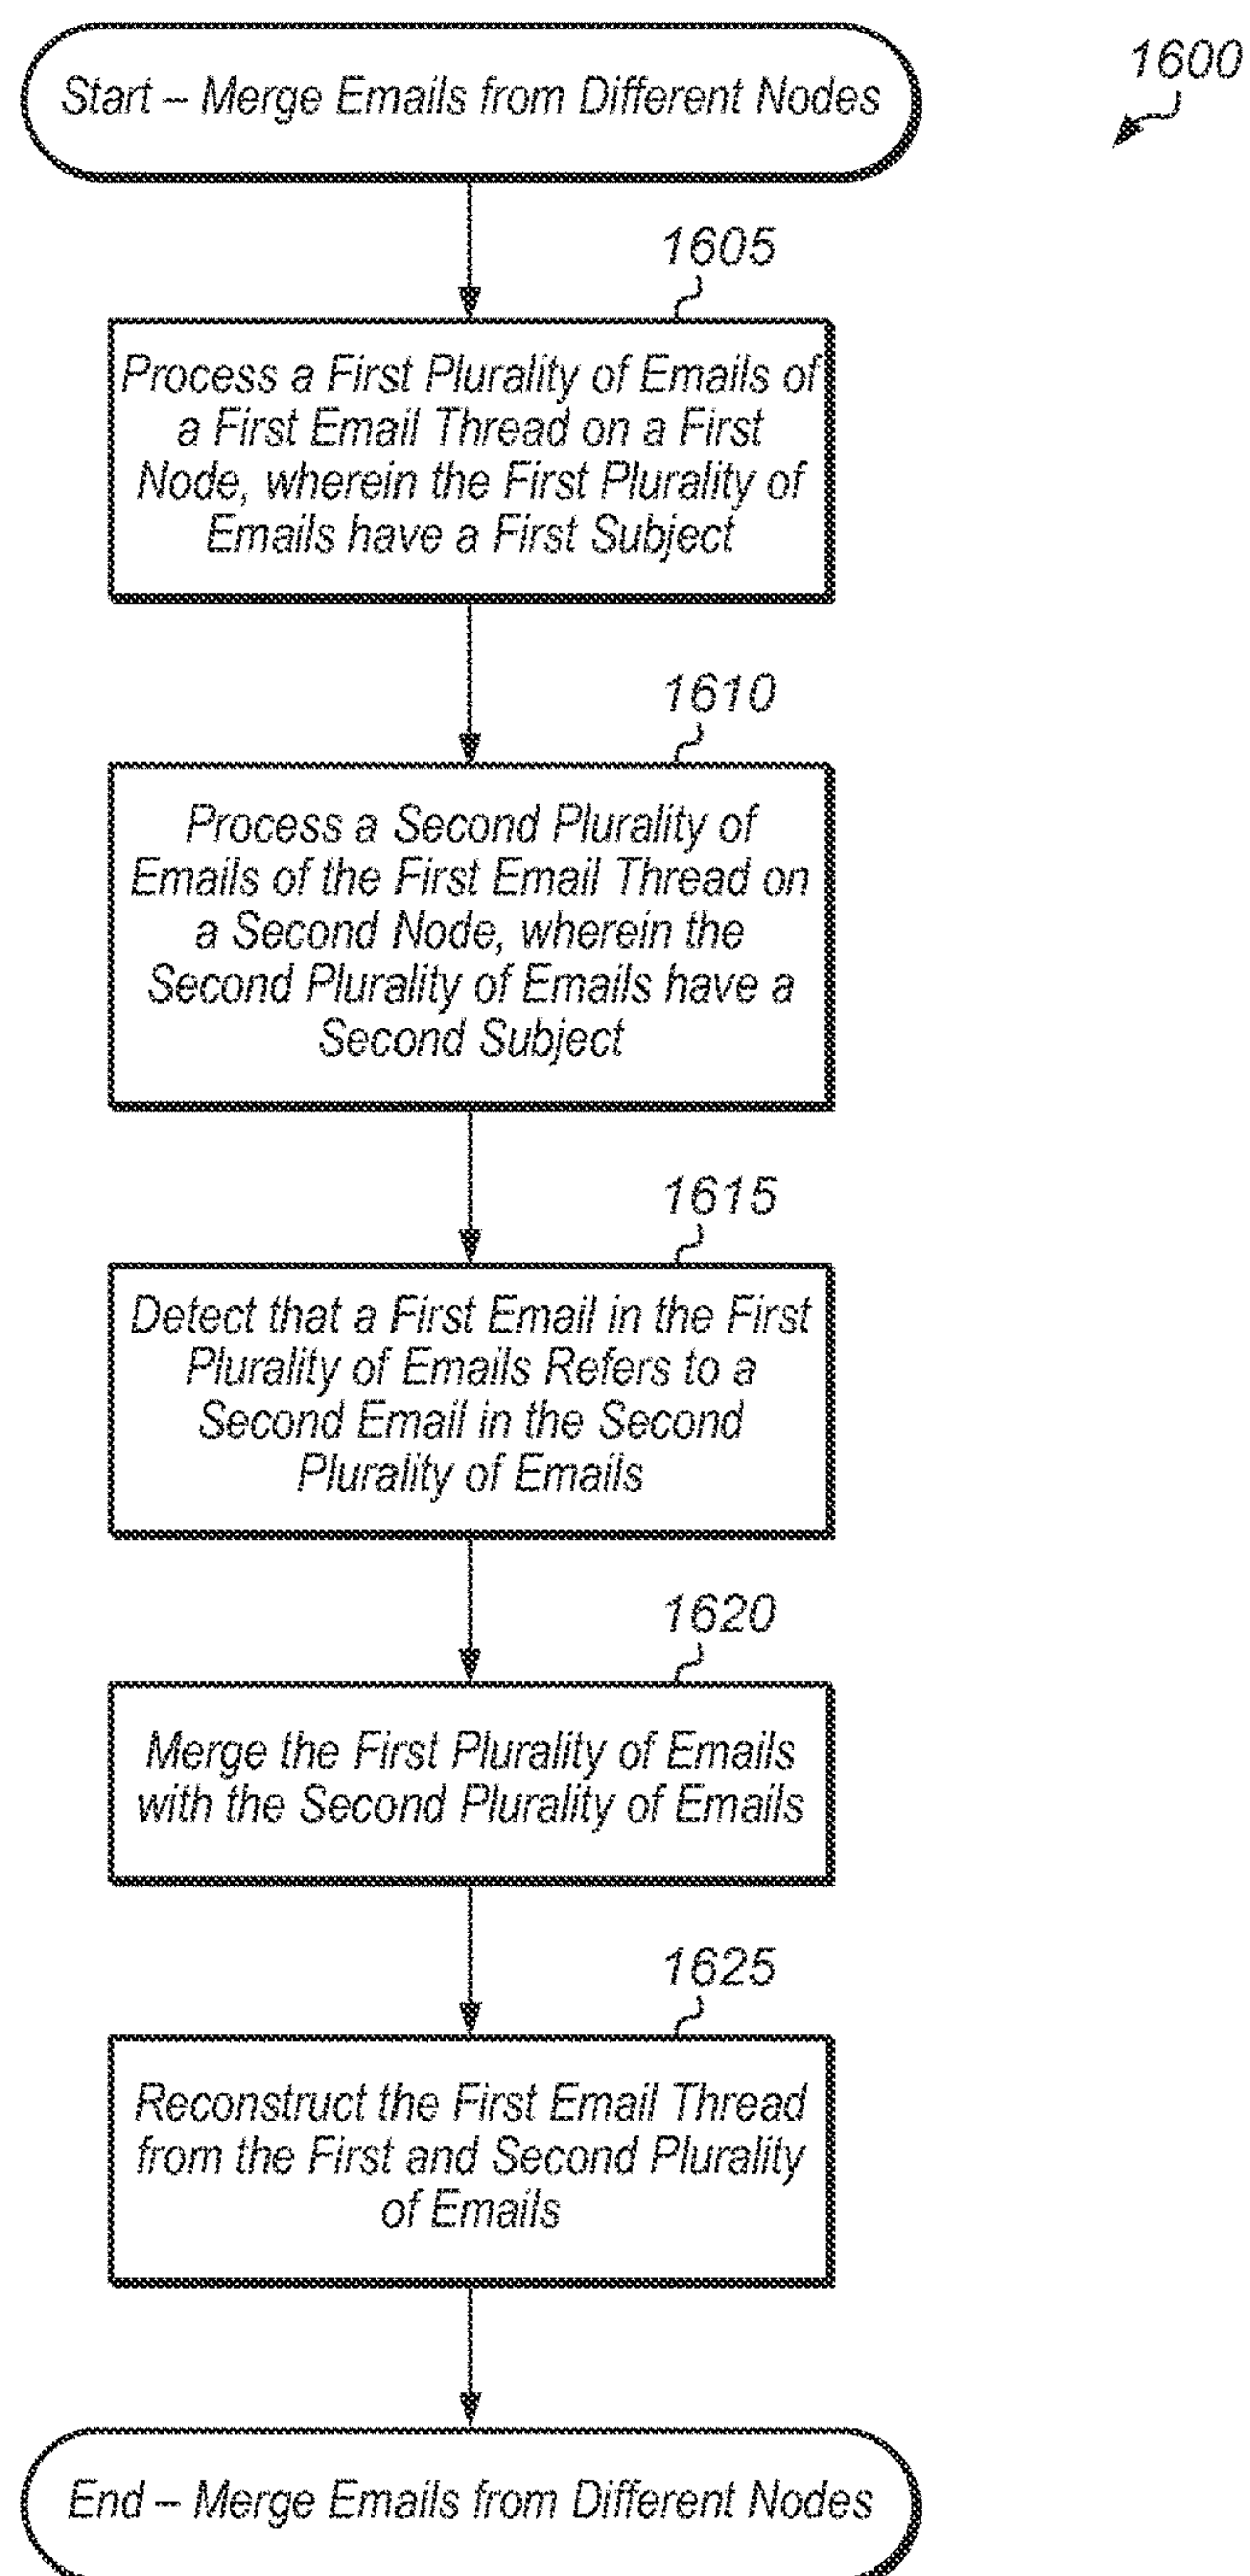 Start – Merge Emails from Different Nodes
1600
1605
Process a First Plurality of Emails of
a First Email Thread on a First
Node, wherein the First Plurality of
Emails have a First Subject
1610
Process a Second Plurality of
Emails of the First Email Thread on
a Second Node, wherein the
Second Plurality of Emails have a
Second Subject
1615
Detect that a First Email in the First
Plurality of Emails Refers to a
Second Email in the Second
Plurality of Emails
1620
Merge the First Plurality of Emails
with the Second Plurality of Emails
1625
Reconstruct the First Email Thread
from the First and Second Plurality
of Emails
End – Merge Emails from Different Nodes